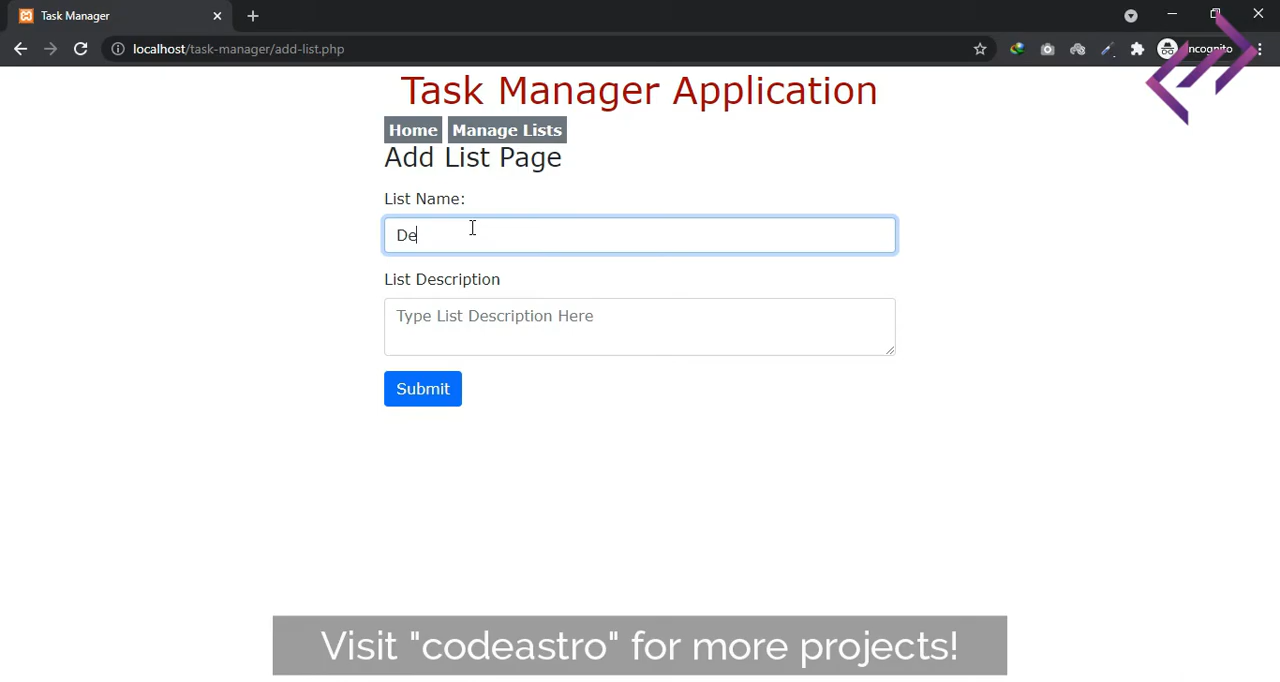 Task Manager
localhost/task-manager/add-list.php
Incognito
Task Manager Application
Home Manage Lists
Add List Page
List Name:
De
List Description
Type List Description Here
Submit
Visit "codeastro" for more projects!